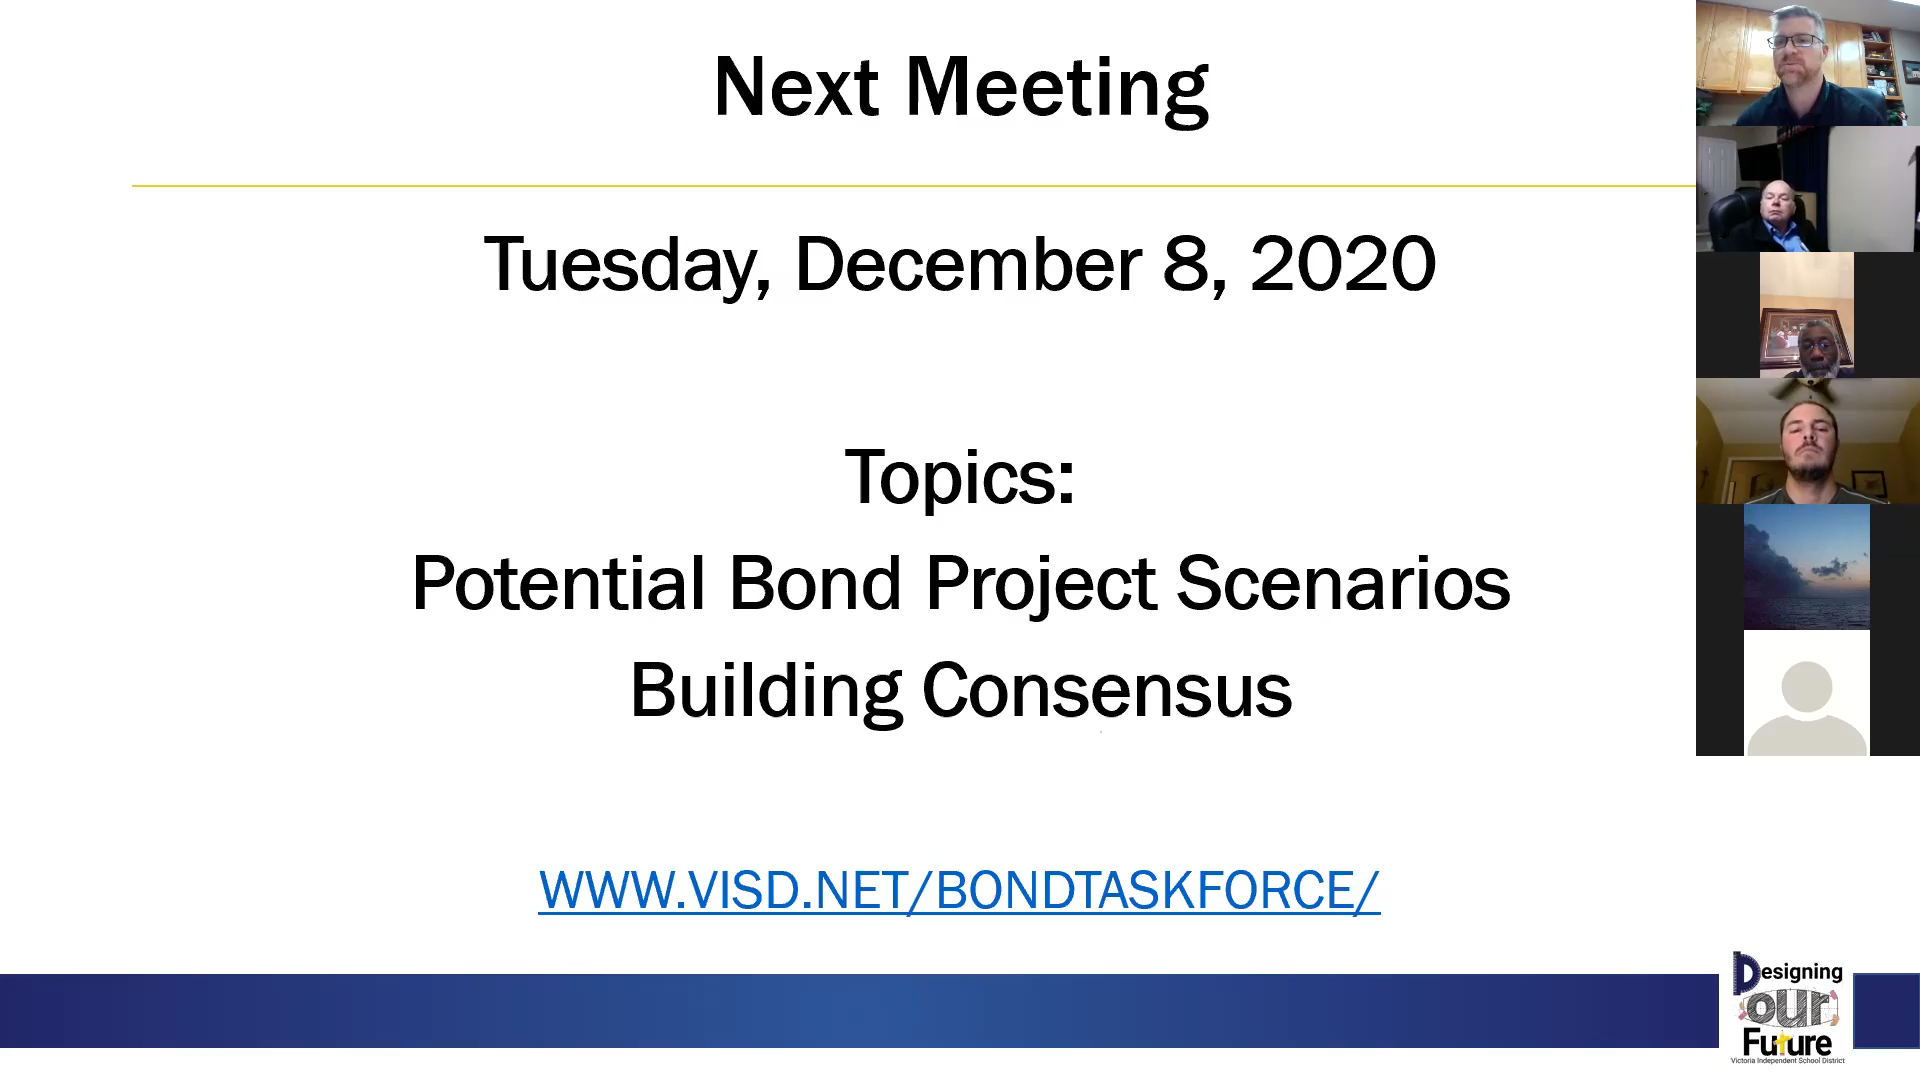 Next Meeting
Tuesday, December 8, 2020
Topics:
Potential Bond Project Scenarios
Building Consensus
WWW.VISD.NET/BONDTASKFORCE/
Designing
our
Future
Victoria Independent School District